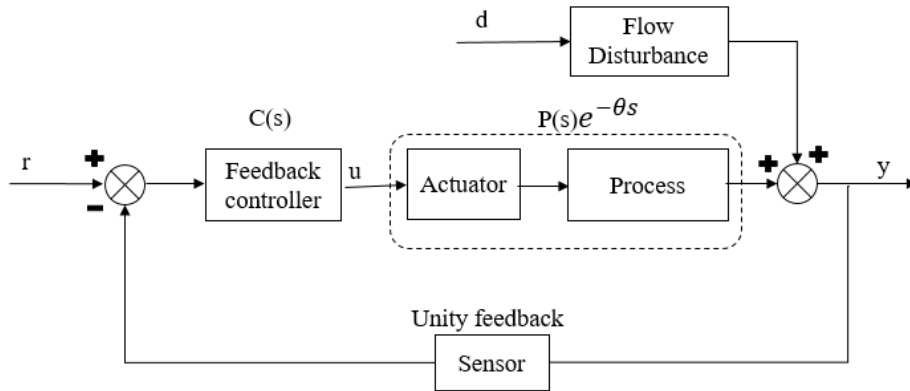 d
Flow
Disturbance
C(s)
P(s)e^{-θs}
r
+
−
Feedback
controller
u
Actuator
Process
+
+
y
Unity feedback
Sensor